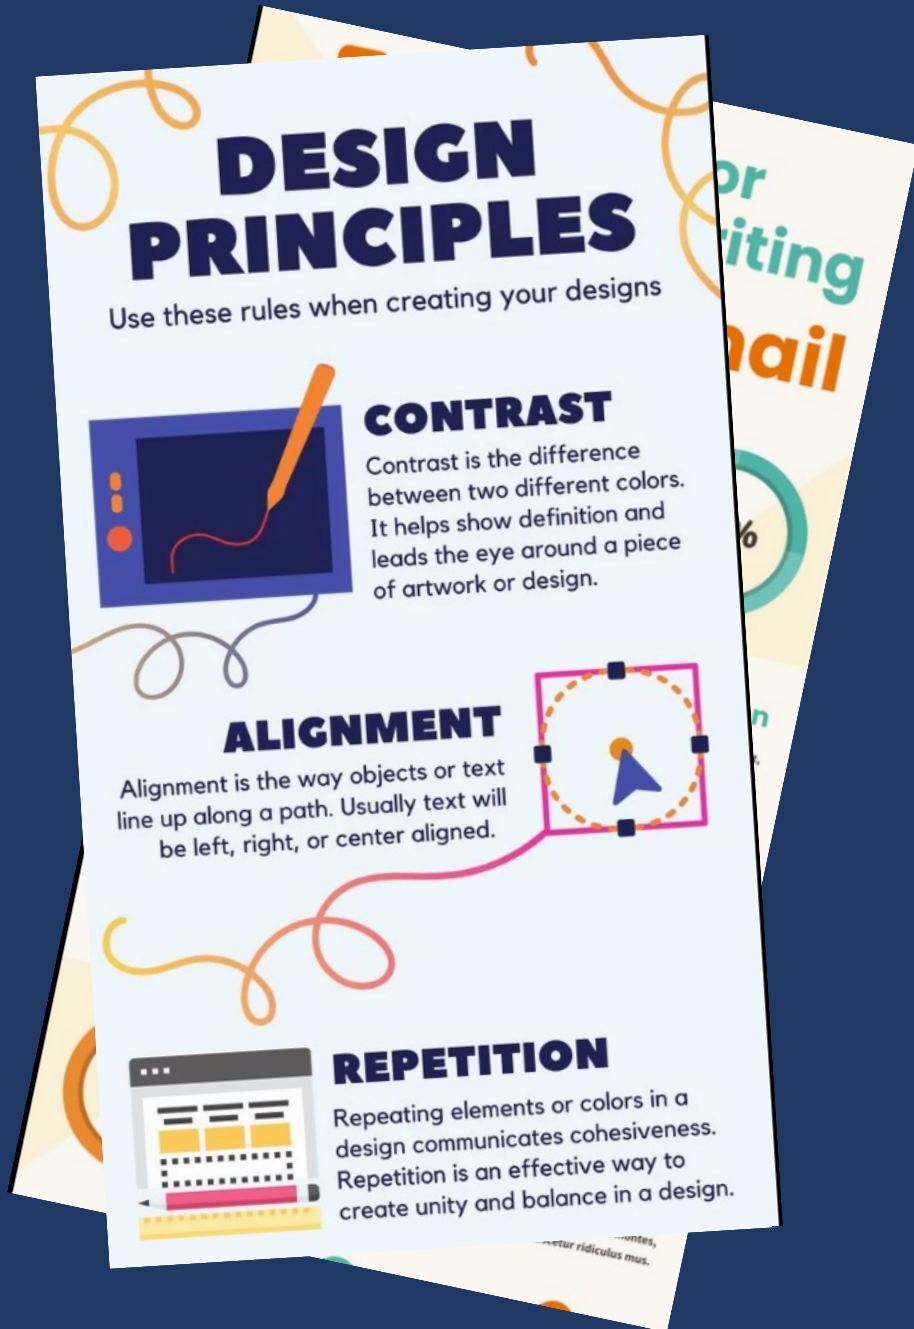 DESIGN
PRINCIPLES
Use these rules when creating your designs
CONTRAST
Contrast is the difference
between two different colors.
It helps show definition and
leads the eye around a piece
of artwork or design.
ALIGNMENT
Alignment is the way objects or text
line up along a path. Usually text will
be left, right, or center aligned.
REPETITION
Repeating elements or colors in a
design communicates cohesiveness.
Repetition is an effective way to
create unity and balance in a design.
or
iting
ail
%
n
ridiculus mus.